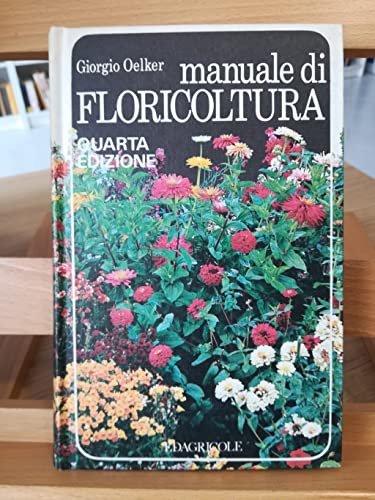 Giorgio Oelker
manuale di
FLORICOLTURA
QUARTA
EDIZIONE
EDAGRICOLE